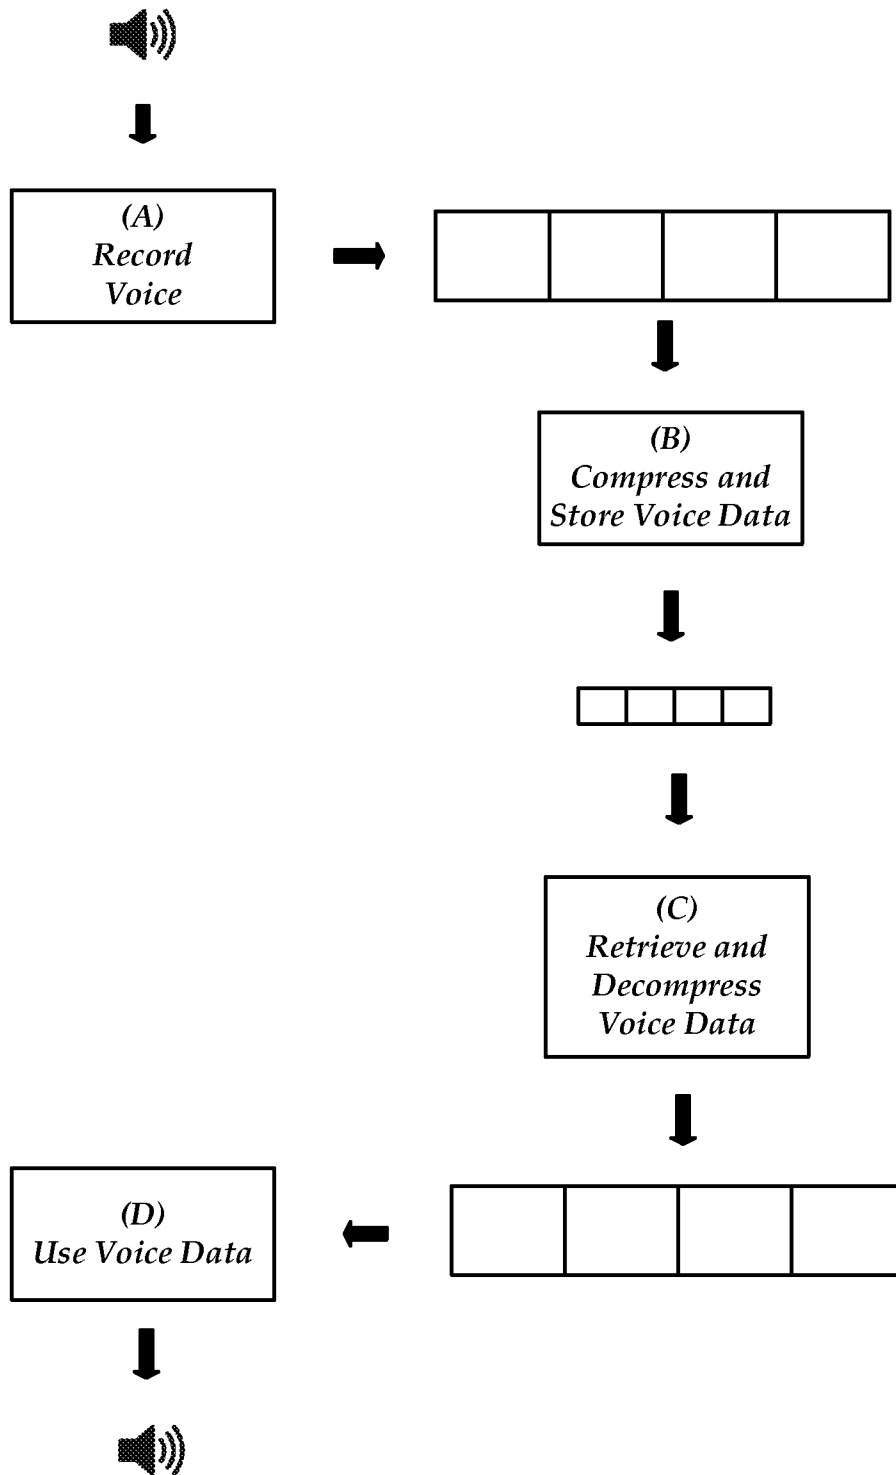 (A)
Record
Voice
(B)
Compress and
Store Voice Data
(C)
Retrieve and
Decompress
Voice Data
(D)
Use Voice Data